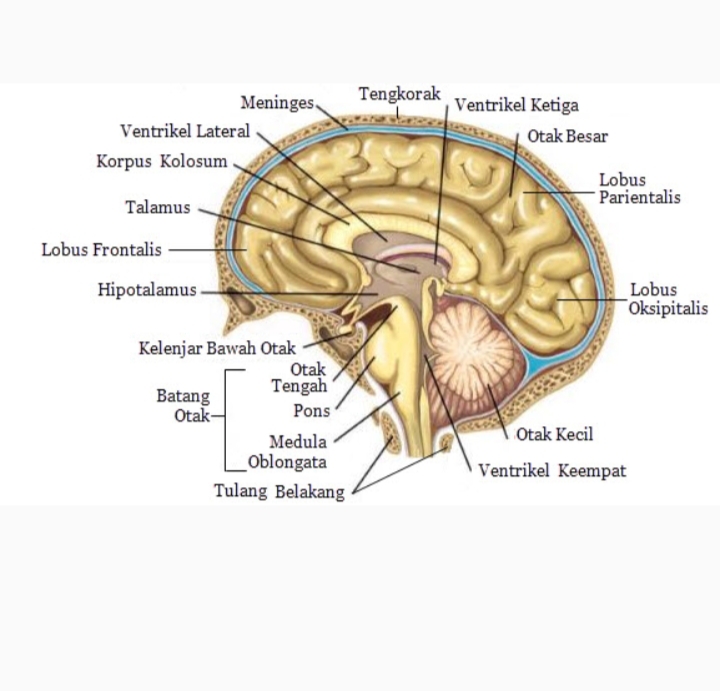 Tengkorak
Meninges
Ventrikel Ketiga
Ventrikel Lateral
Otak Besar
Korpus Kolosum
Lobus
Parientalis
Talamus
Lobus Frontalis
Hipotalamus
Lobus
Oksipitalis
Kelenjar Bawah Otak
Otak
Tengah
Batang
Otak
Pons
Medula
Oblongata
Otak Kecil
Ventrikel Keempat
Tulang Belakang